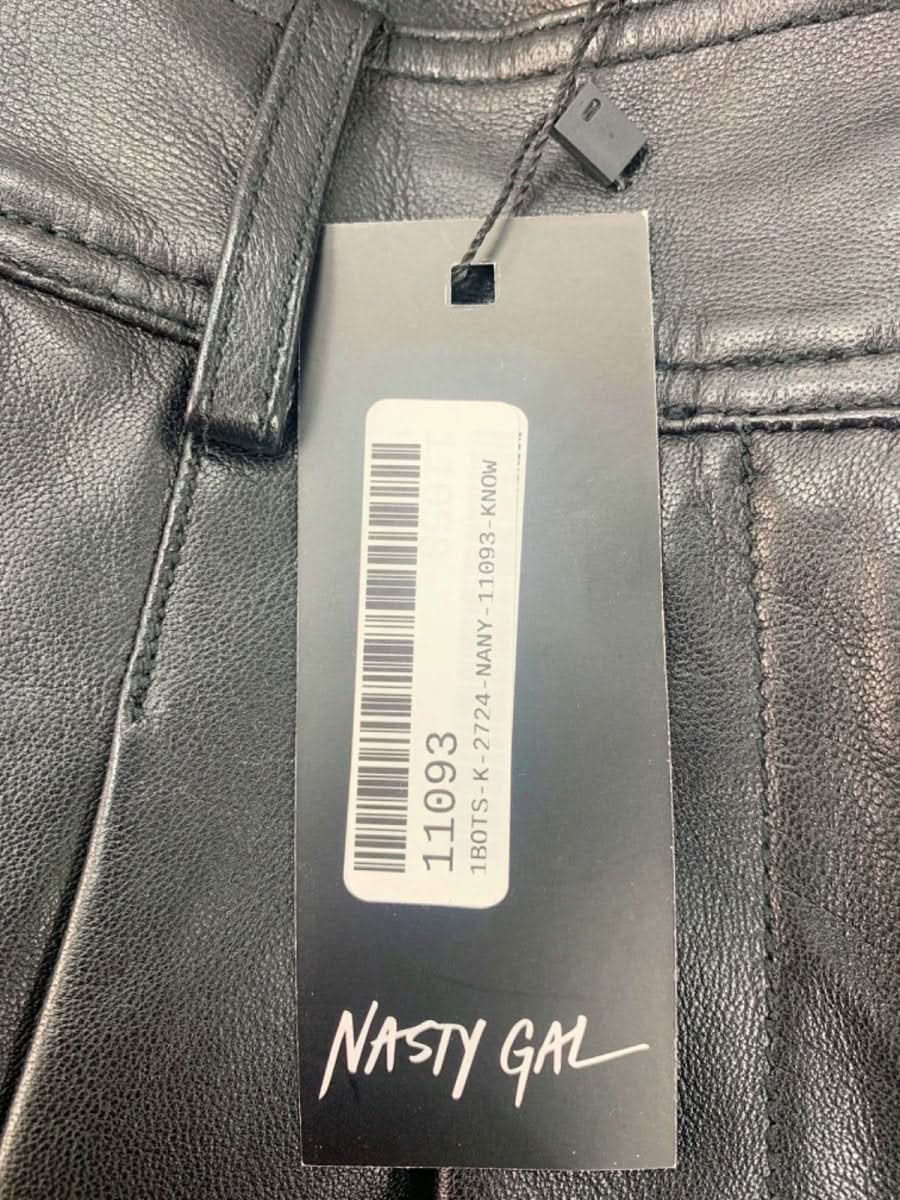 11093
1BOTS-K-2724-NANY-11093-KNOW
NASTY GAL